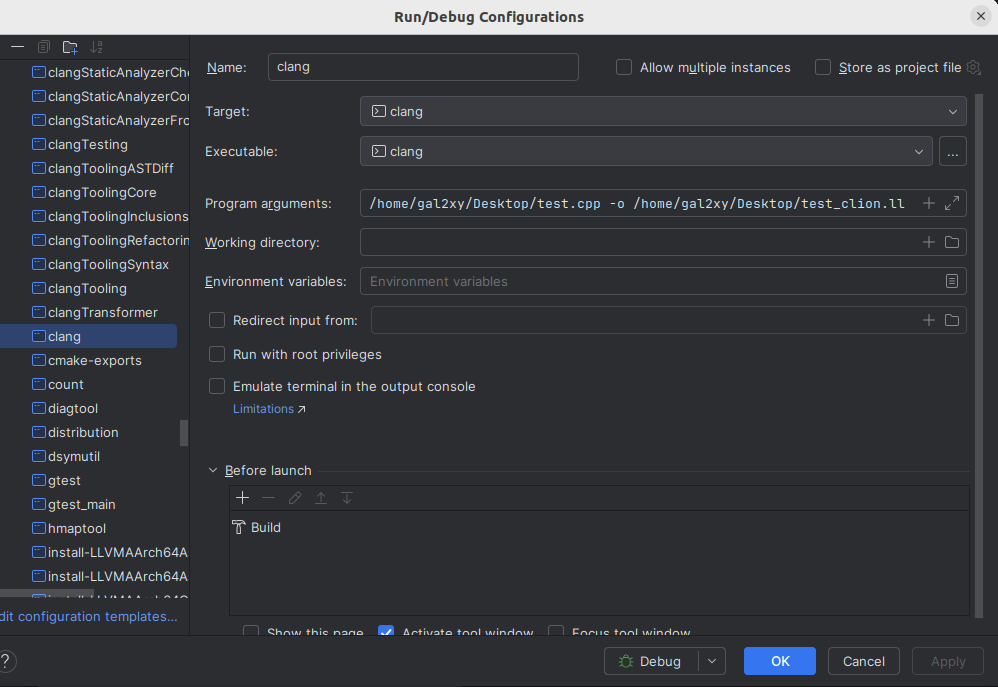 Run/Debug Configurations
clangStaticAnalyzerChe
clangStaticAnalyzerCor
clangStaticAnalyzerFro
clangTesting
clangToolingASTDiff
clangToolingCore
clangToolingInclusions
clangToolingRefactorin
clangToolingSyntax
clangTooling
clangTransformer
clang
cmake-exports
count
diagtool
distribution
dsymutil
gtest
gtest_main
hmaptool
install-LLVMAArch64A
install-LLVMAArch64A
dit configuration templates...
?
Name: clang Allow multiple instances Store as project file
Target: clang
Executable: clang ...
Program arguments: /home/gal2xy/Desktop/test.cpp -o /home/gal2xy/Desktop/test_clion.ll
Working directory:
Environment variables: Environment variables
Redirect input from:
Run with root privileges
Emulate terminal in the output console
Limitations
Before launch
Build
Show this page Activate tool window Focus tool window
Debug OK Cancel Apply